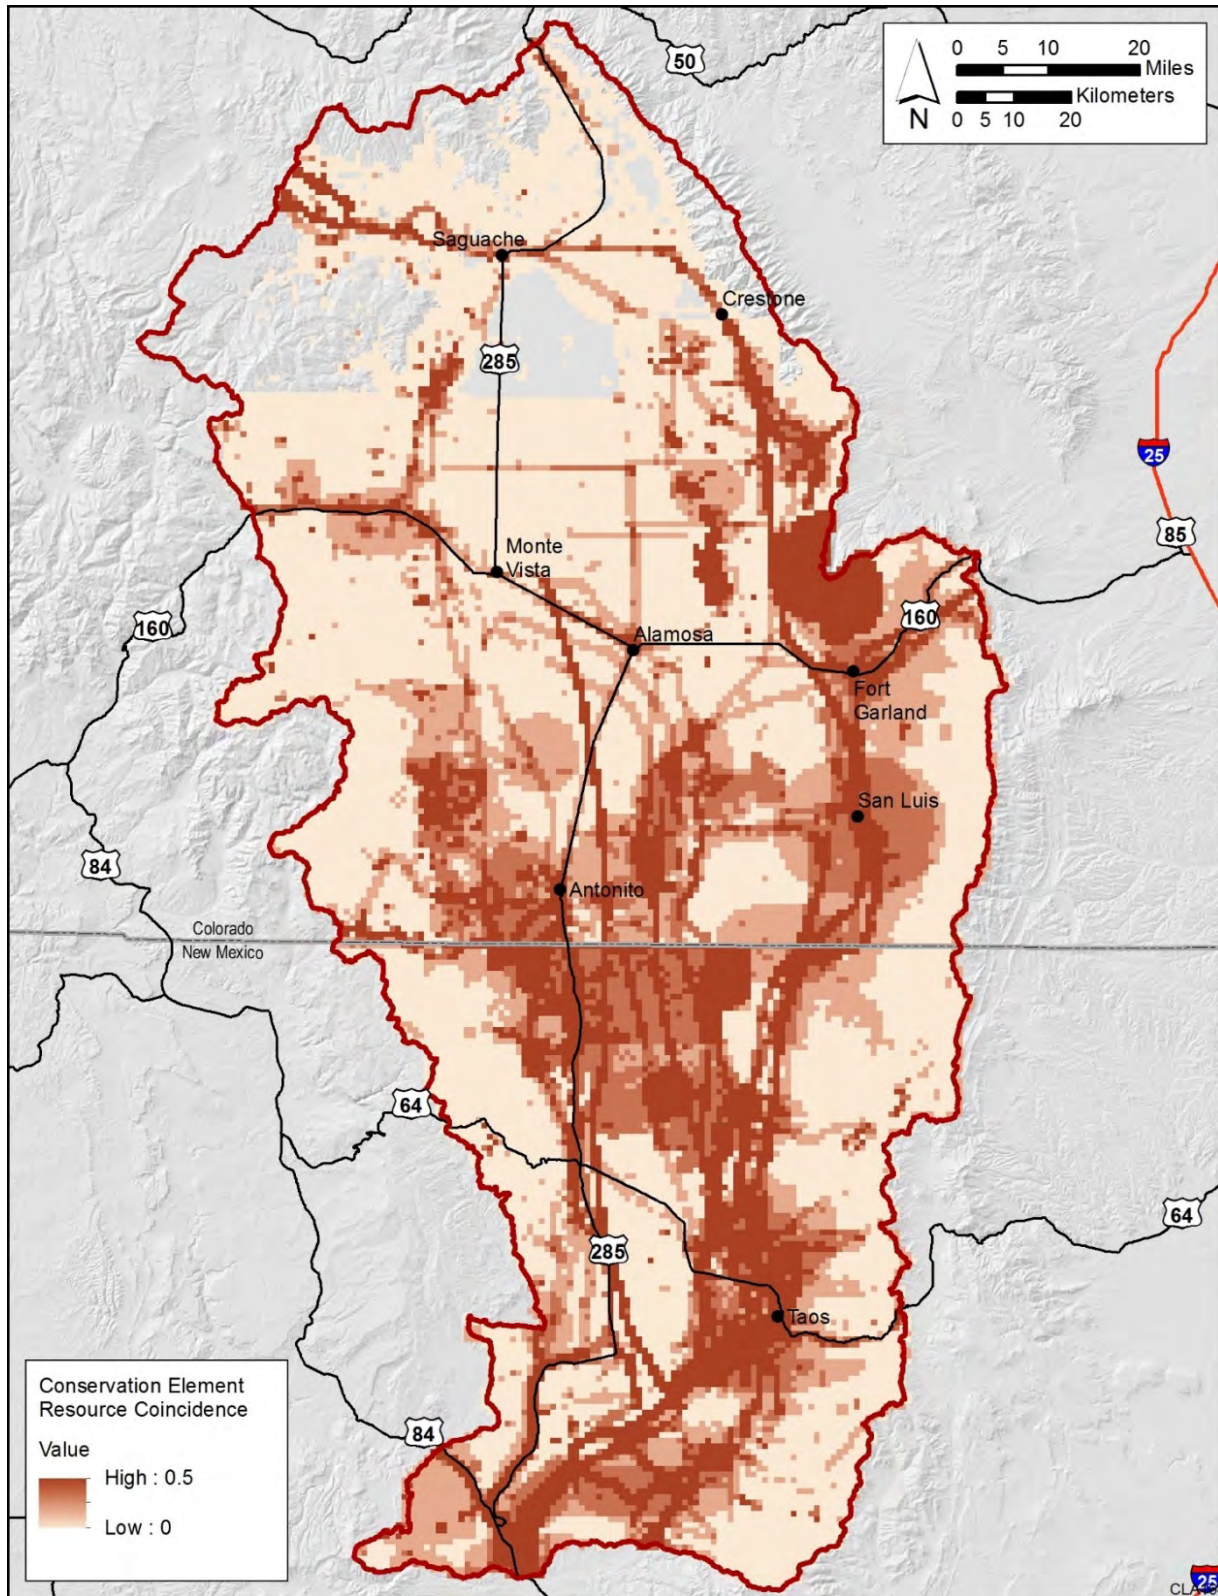 50
0 5 10 20
Miles
Kilometers
N 0 5 10 20
Saguache
Crestone
285
25
85
Monte
Vista
160
160
Alamosa
Fort
Garland
San Luis
84
Antonito
Colorado
New Mexico
64
64
285
Taos
Conservation Element
Resource Coincidence
Value
High : 0.5
Low : 0
84
25